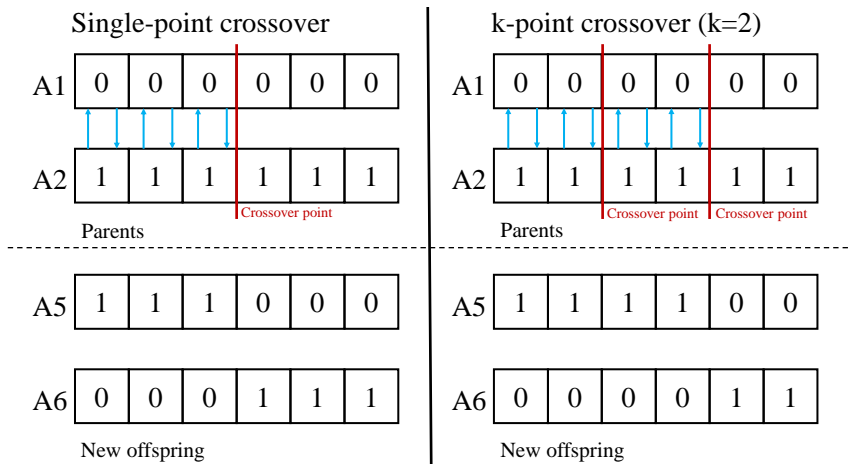 Single-point crossover
A1 0 0 0 0 0 0
A2 1 1 1 1 1 1
Crossover point
Parents
A5 1 1 1 0 0 0
A6 0 0 0 1 1 1
New offspring
k-point crossover (k=2)
A1 0 0 0 0 0 0
A2 1 1 1 1 1 1
Crossover point Crossover point
Parents
A5 1 1 1 1 0 0
A6 0 0 0 0 1 1
New offspring